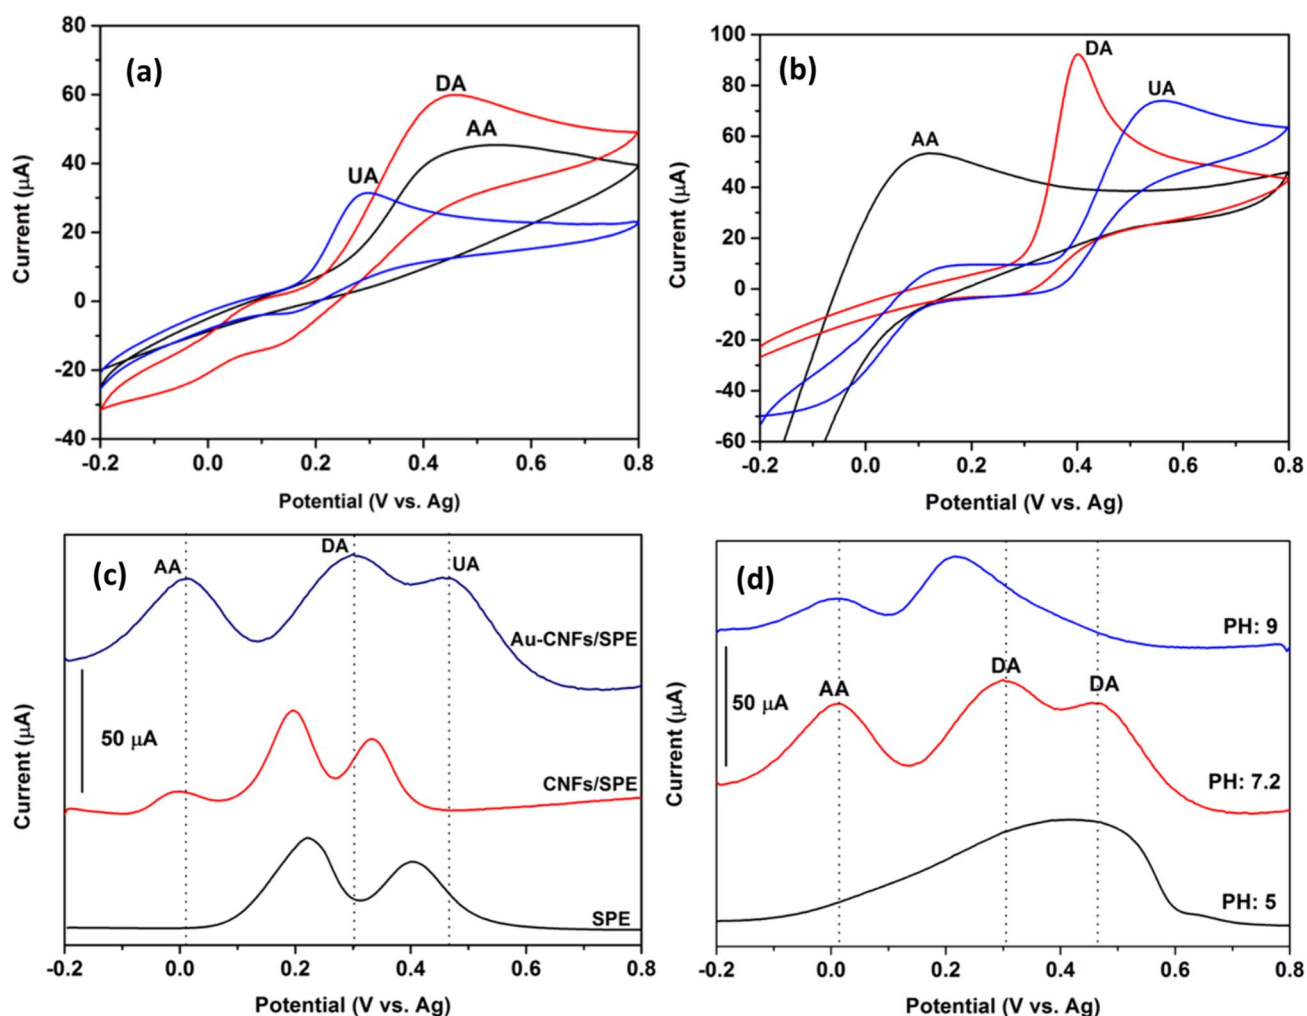 (a)
80
60
40
20
0
-20
-40
Current (µA)
DA
AA
UA
-0.2 0.0 0.2 0.4 0.6 0.8
Potential (V vs. Ag)
(b)
100
80
60
40
20
0
-20
-40
-60
Current (µA)
DA
UA
AA
-0.2 0.0 0.2 0.4 0.6 0.8
Potential (V vs. Ag)
(c)
Current (µA)
AA
DA
UA
Au-CNFs/SPE
50 µA
CNFs/SPE
SPE
-0.2 0.0 0.2 0.4 0.6 0.8
Potential (V vs. Ag)
(d)
Current (µA)
PH: 9
50 µA
AA
DA
DA
PH: 7.2
PH: 5
-0.2 0.0 0.2 0.4 0.6 0.8
Potential (V vs. Ag)